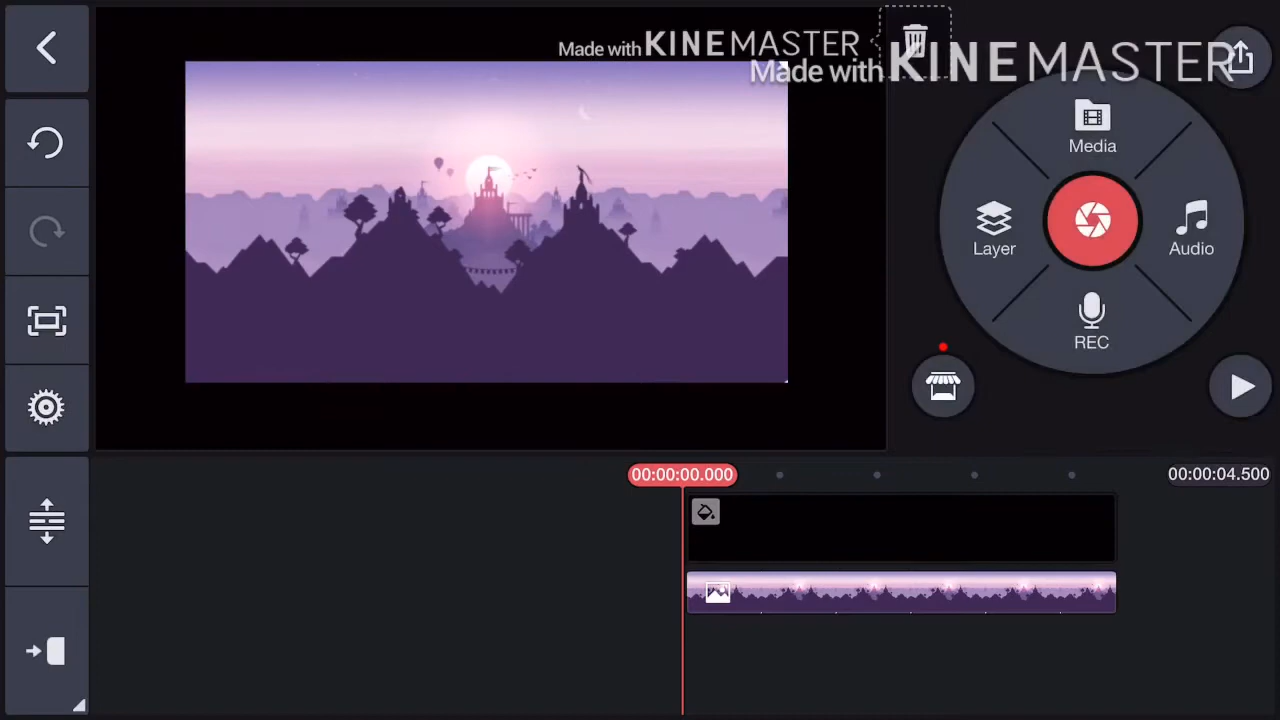 Made with KINEMASTER
Made with KINEMASTER
Media
Layer
Audio
REC
00:00:00.000
00:00:04.500